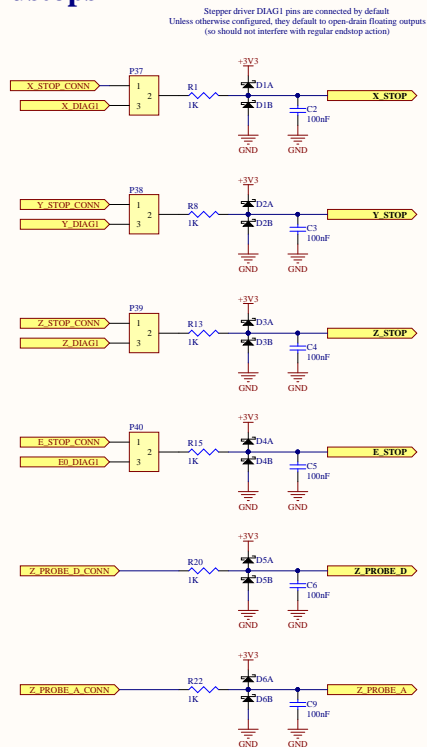 Stepper driver DIAG1 pins are connected by default
Unless otherwise configured, they default to open-drain floating outputs
(so should not interfere with regular endstop action)
+3V3
P37
X_STOP_CONN
1
R1
D1A
2
X_STOP
X_DIAG1
3
1K
D1B
C2
100nF
GND
GND
+3V3
P38
Y_STOP_CONN
1
R8
D2A
2
Y_STOP
Y_DIAG1
3
1K
D2B
C3
100nF
GND
GND
+3V3
P39
Z_STOP_CONN
1
R13
D3A
2
Z_STOP
Z_DIAG1
3
1K
D3B
C4
100nF
GND
GND
+3V3
P40
E_STOP_CONN
1
R15
D4A
2
E_STOP
E0_DIAG1
3
1K
D4B
C5
100nF
GND
GND
+3V3
R20
D5A
Z_PROBE_D_CONN
Z_PROBE_D
1K
D5B
C6
100nF
GND
GND
+3V3
R22
D6A
Z_PROBE_A_CONN
Z_PROBE_A
1K
D6B
C9
100nF
GND
GND